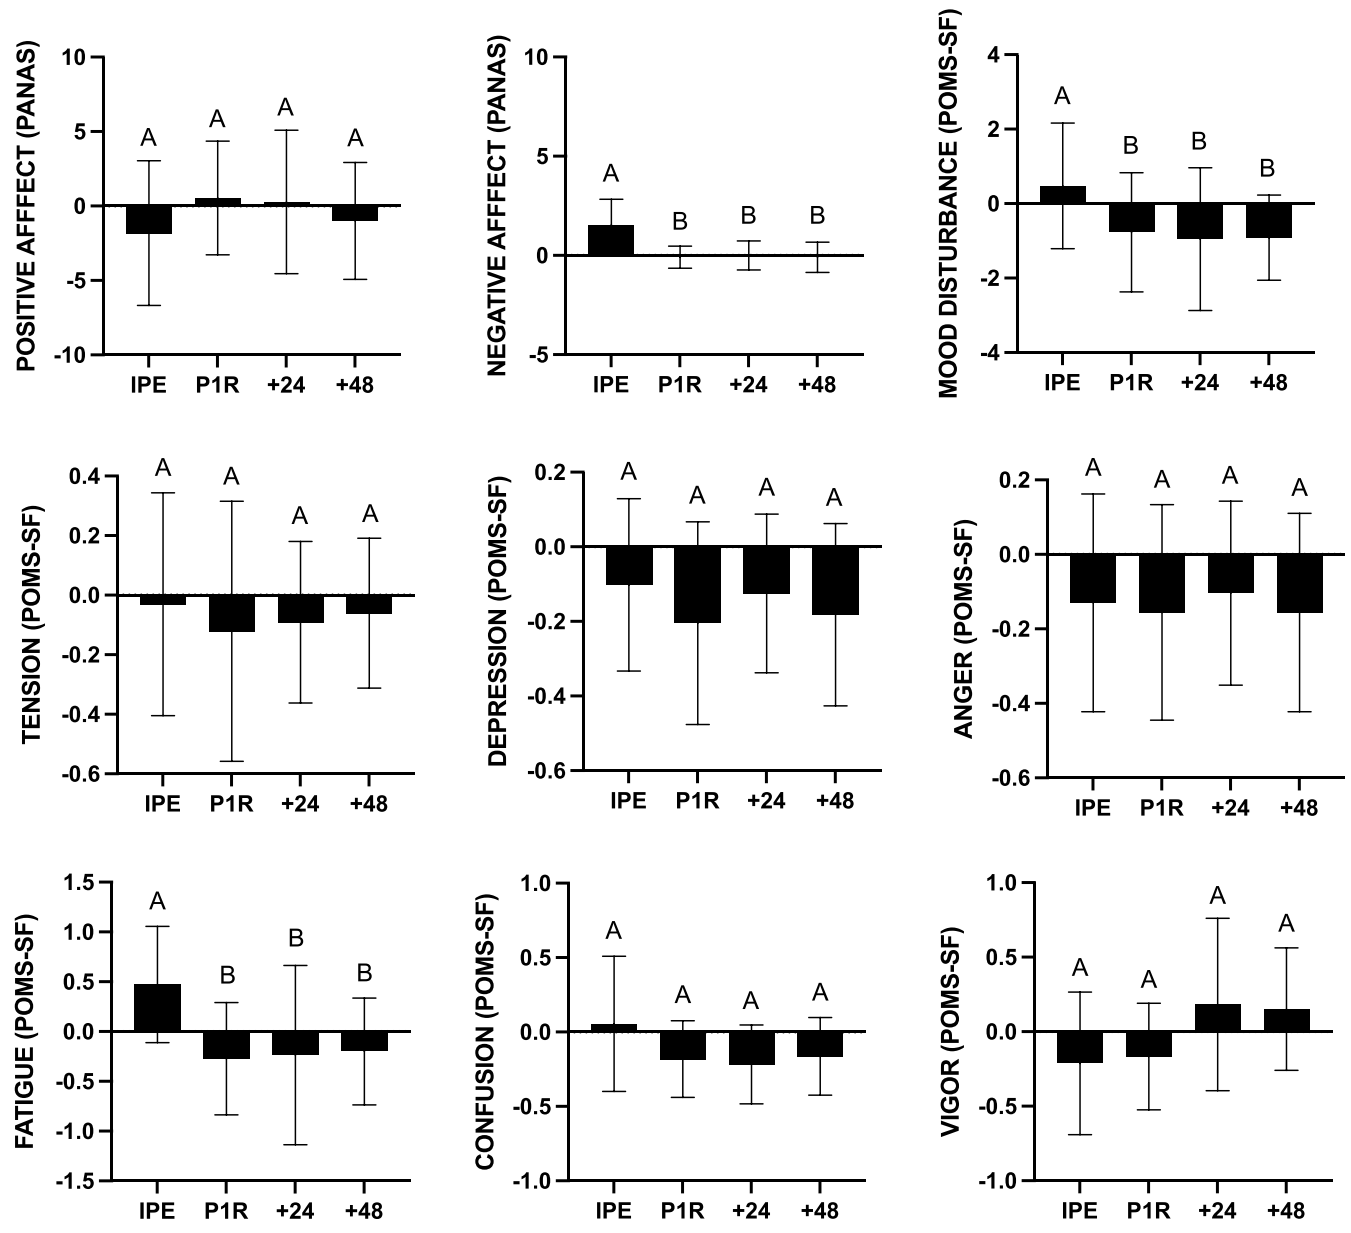 POSITIVE AFFFECT (PANAS)
10
5
0
-5
-10
A
A
A
A
IPE P1R +24 +48
NEGATIVE AFFECT (PANAS)
10
5
0
-5
A
B
B
B
IPE P1R +24 +48
MOOD DISTURBANCE (POMS-SF)
4
2
0
-2
-4
A
B
B
B
IPE P1R +24 +48
TENSION (POMS-SF)
0.4
0.2
0.0
-0.2
-0.4
-0.6
A
A
A
A
IPE P1R +24 +48
DEPRESSION (POMS-SF)
0.2
0.0
-0.2
-0.4
-0.6
A
A
A
A
IPE P1R +24 +48
ANGER (POMS-SF)
0.2
0.0
-0.2
-0.4
-0.6
A
A
A
A
IPE P1R +24 +48
FATIGUE (POMS-SF)
1.5
1.0
0.5
0.0
-0.5
-1.0
-1.5
A
B
B
B
IPE P1R +24 +48
CONFUSION (POMS-SF)
1.0
0.5
0.0
-0.5
-1.0
A
A
A
A
IPE P1R +24 +48
VIGOR (POMS-SF)
1.0
0.5
0.0
-0.5
-1.0
A
A
A
A
IPE P1R +24 +48